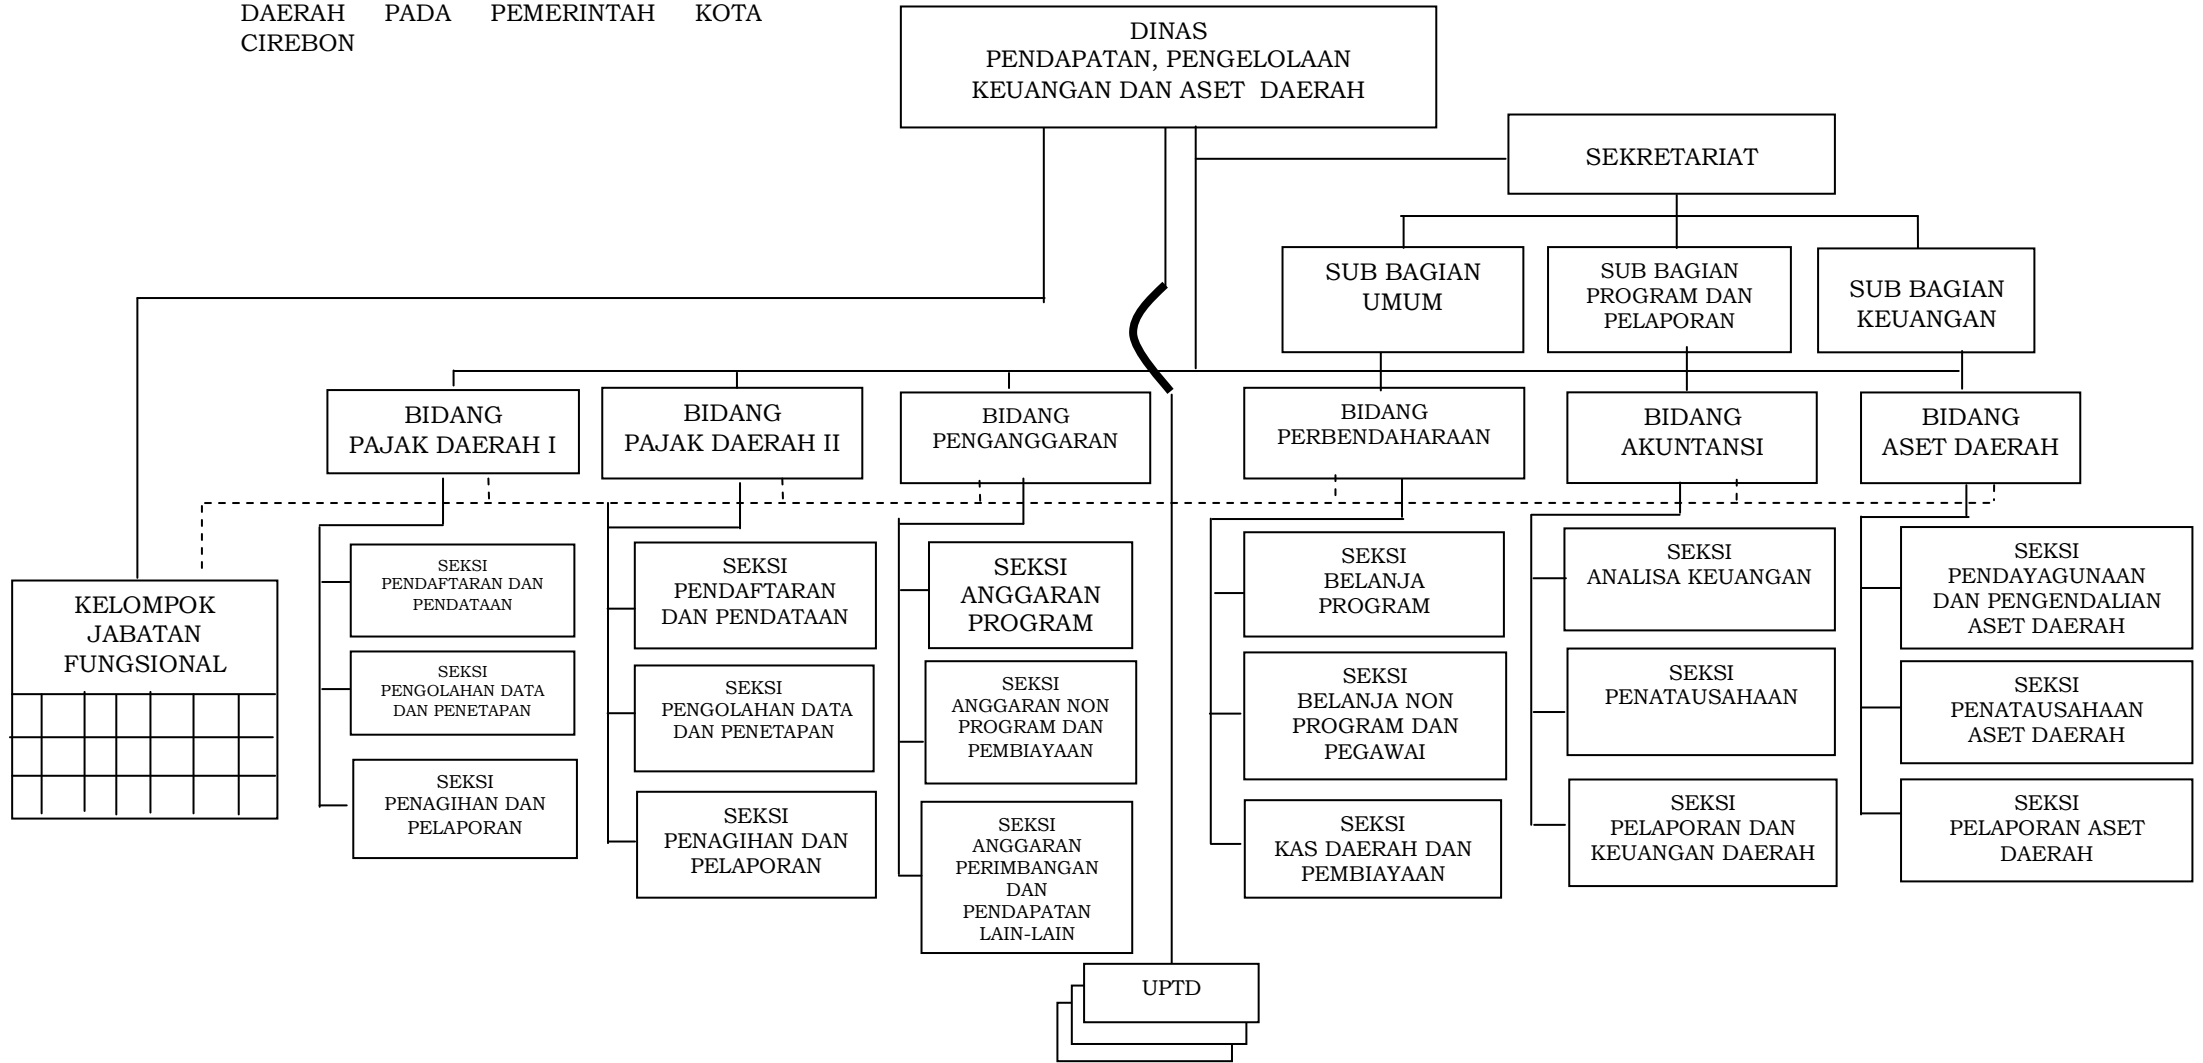 DAERAH PADA PEMERINTAH KOTA
CIREBON
DINAS
PENDAPATAN, PENGELOLAAN
KEUANGAN DAN ASET DAERAH
SEKRETARIAT
SUB BAGIAN
UMUM
SUB BAGIAN
PROGRAM DAN
PELAPORAN
SUB BAGIAN
KEUANGAN
BIDANG
PAJAK DAERAH I
BIDANG
PAJAK DAERAH II
BIDANG
PENGANGGARAN
BIDANG
PERBENDAHARAAN
BIDANG
AKUNTANSI
BIDANG
ASET DAERAH
KELOMPOK
JABATAN
FUNGSIONAL
SEKSI
PENDAFTARAN DAN
PENDATAAN
SEKSI
PENGOLAHAN DATA
DAN PENETAPAN
SEKSI
PENAGIHAN DAN
PELAPORAN
SEKSI
PENDAFTARAN
DAN PENDATAAN
SEKSI
PENGOLAHAN DATA
DAN PENETAPAN
SEKSI
PENAGIHAN DAN
PELAPORAN
SEKSI
ANGGARAN
PROGRAM
SEKSI
ANGGARAN NON
PROGRAM DAN
PEMBIAYAAN
SEKSI
ANGGARAN
PERIMBANGAN
DAN
PENDAPATAN
LAIN-LAIN
SEKSI
BELANJA
PROGRAM
SEKSI
BELANJA NON
PROGRAM DAN
PEGAWAI
SEKSI
KAS DAERAH DAN
PEMBIAYAAN
SEKSI
ANALISA KEUANGAN
SEKSI
PENATAUSAHAAN
SEKSI
PELAPORAN DAN
KEUANGAN DAERAH
SEKSI
PENDAYAGUNAAN
DAN PENGENDALIAN
ASET DAERAH
SEKSI
PENATAUSAHAAN
ASET DAERAH
SEKSI
PELAPORAN ASET
DAERAH
UPTD